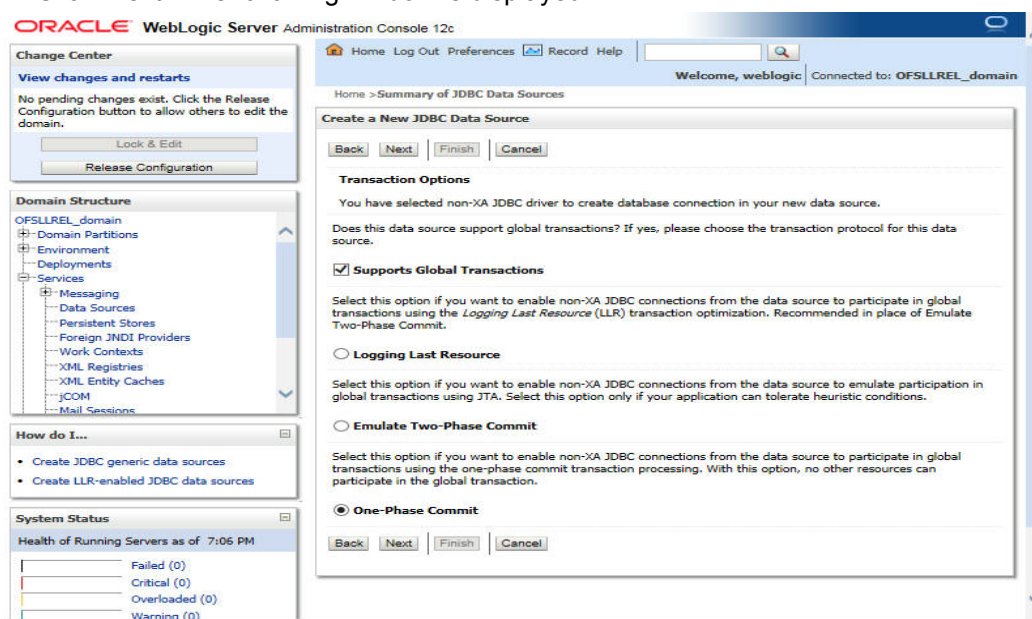 ORACLE WebLogic Server Administration Console 12c
Change Center
View changes and restarts
No pending changes exist. Click the Release
Configuration button to allow others to edit the
domain.
Lock & Edit
Release Configuration
Domain Structure
OFSLLREL_domain
Domain Partitions
Environment
Deployments
Services
Messaging
Data Sources
Persistent Stores
Foreign JNDI Providers
Work Contexts
XML Registries
XML Entity Caches
jCOM
Mail Sessions
How do I...
Create JDBC generic data sources
Create LLR-enabled JDBC data sources
System Status
Health of Running Servers as of 7:06 PM
Failed (0)
Critical (0)
Overloaded (0)
Warning (0)
Home Log Out Preferences Record Help
Welcome, weblogic Connected to: OFSLLREL_domain
Home >Summary of JDBC Data Sources
Create a New JDBC Data Source
Back Next Finish Cancel
Transaction Options
You have selected non-XA JDBC driver to create database connection in your new data source.
Does this data source support global transactions? If yes, please choose the transaction protocol for this data
source.
Supports Global Transactions
Select this option if you want to enable non-XA JDBC connections from the data source to participate in global
transactions using the Logging Last Resource (LLR) transaction optimization. Recommended in place of Emulate
Two-Phase Commit.
Logging Last Resource
Select this option if you want to enable non-XA JDBC connections from the data source to emulate participation in
global transactions using JTA. Select this option only if your application can tolerate heuristic conditions.
Emulate Two-Phase Commit
Select this option if you want to enable non-XA JDBC connections from the data source to participate in global
transactions using the one-phase commit transaction processing. With this option, no other resources can
participate in the global transaction.
One-Phase Commit
Back Next Finish Cancel